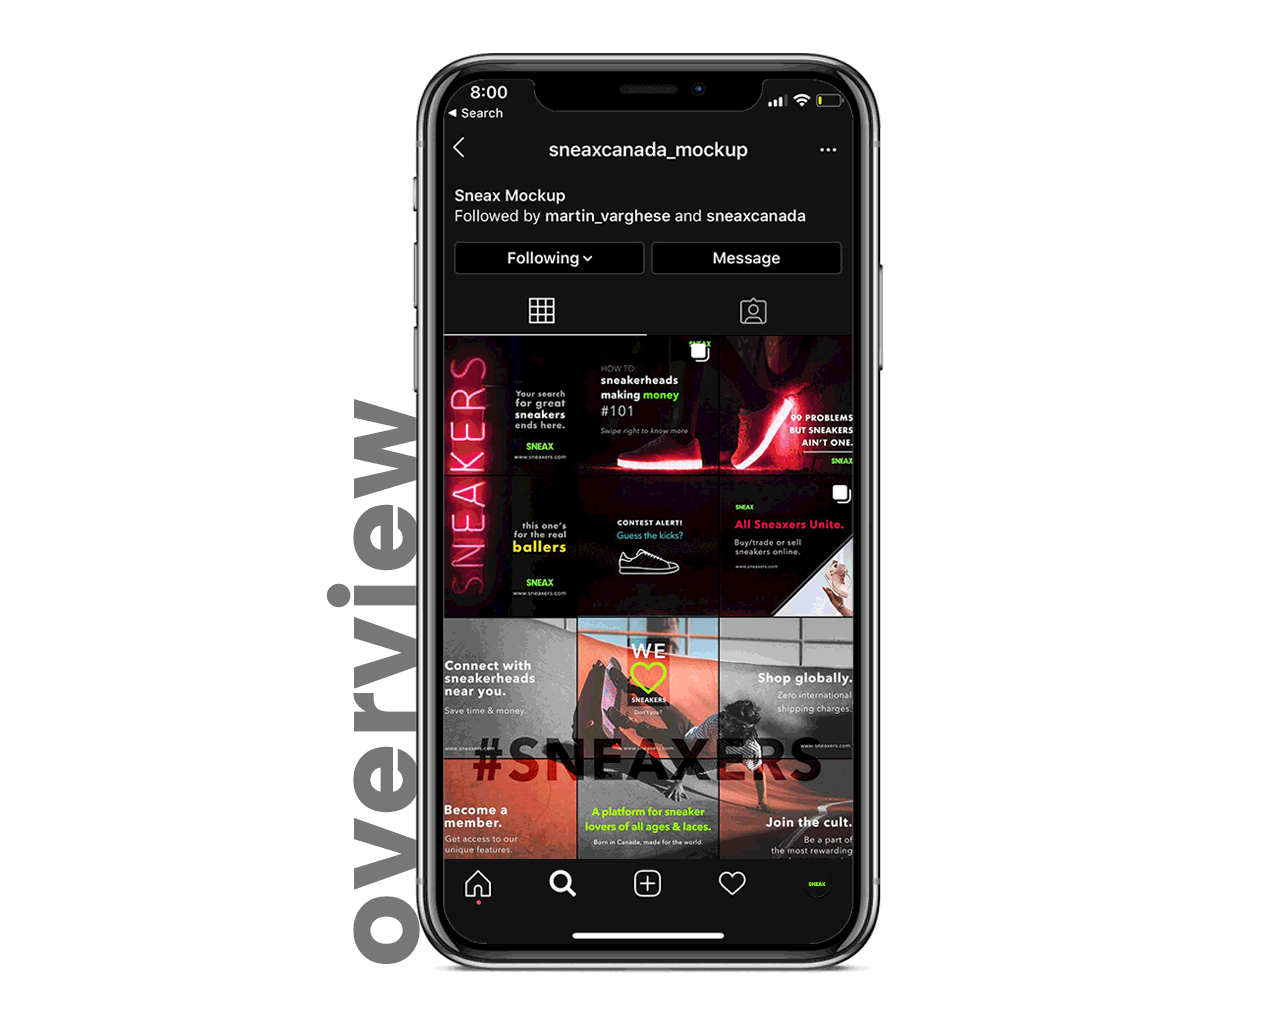 overview
8:00
◀ Search
sneaxcanada_mockup
Sneax Mockup
Followed by martin_varghese and sneaxcanada
Following
Message
SNEAKERS
Your search
for great
sneakers
ends here.
SNEAX
www.sneaxers.com
SNEAX
HOW TO:
sneakerheads
making money
#101
Swipe right to know more
99 PROBLEMS
BUT SNEAKERS
AIN'T ONE.
SNEAX
this one's
for the real
ballers
SNEAX
www.sneaxers.com
CONTEST ALERT!
Guess the kicks?
SNEAX
All Sneaxers Unite.
Buy/trade or sell
sneakers online.
www.sneaxers.com
Connect with
sneakerheads
near you.
Save time & money.
www.sneaxers.com
WE
SNEAKERS
Don't you?
www.sneaxers.com
Shop globally.
Zero international
shipping charges.
www.sneaxers.com
#SNEAXERS
Become a
member.
Get access to our
unique features.
A platform for sneaker
lovers of all ages & laces.
Born in Canada, made for the world.
Join the cult.
Be a part of
the most rewarding
SNEAX